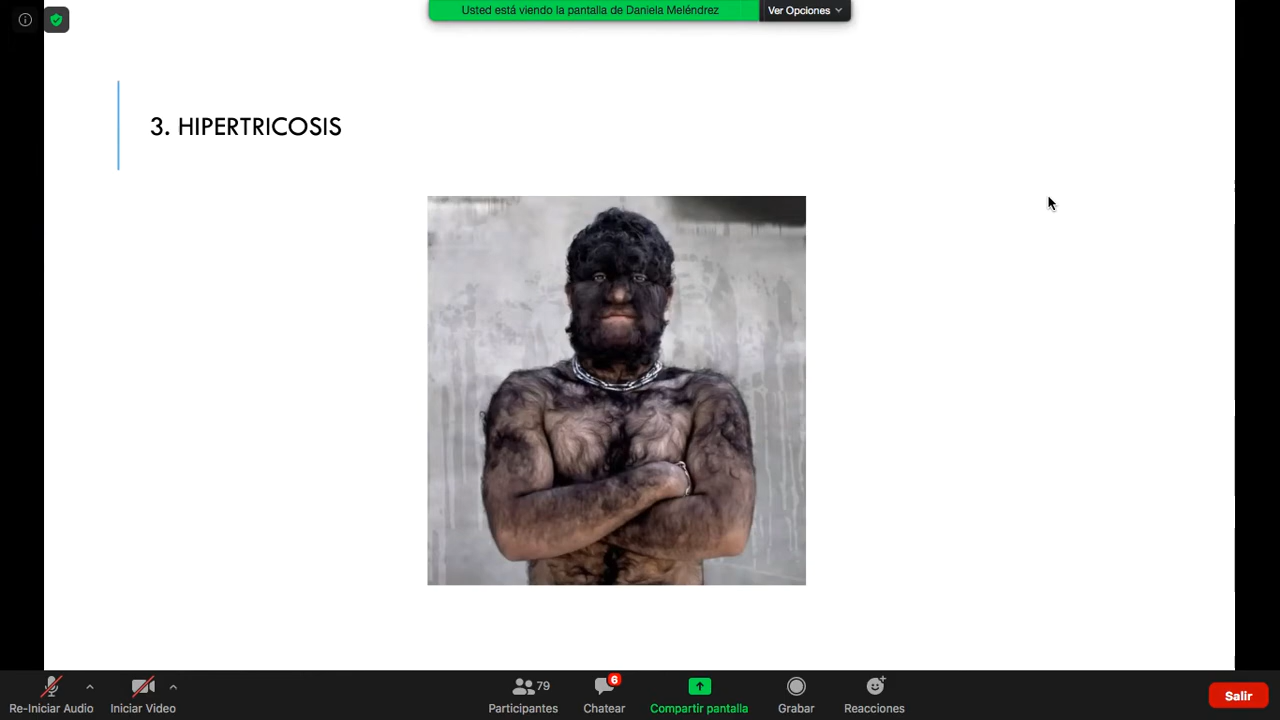 Usted está viendo la pantalla de Daniela Meléndrez
Ver Opciones
3. HIPERTRICOSIS
Re-Iniciar Audio
Iniciar Video
79
Participantes
6
Chatear
Compartir pantalla
Grabar
Reacciones
Salir